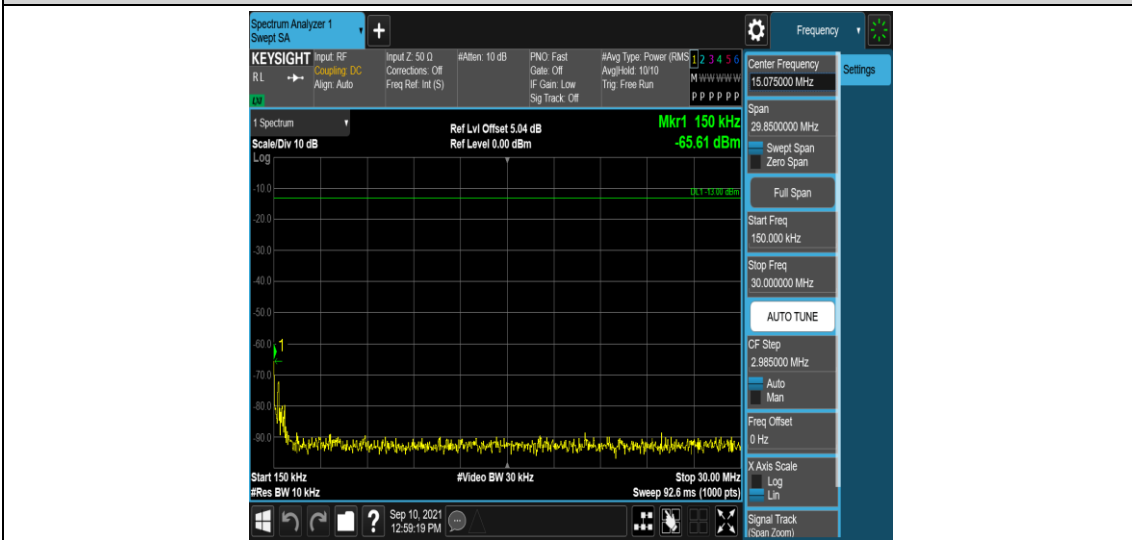 Spectrum Analyzer 1
Swept SA
+
Frequency
KEYSIGHT
RL
LXI
Input: RF
Coupling: DC
Align: Auto
Input Z: 50 Ω
Corrections: Off
Freq Ref: Int (S)
#Atten: 10 dB
PNO: Fast
Gate: Off
IF Gain: Low
Sig Track: Off
#Avg Type: Power (RMS
Avg|Hold: 10/10
Trig: Free Run
1 2 3 4 5 6
M W W W W W
P P P P P P
1 Spectrum
Scale/Div 10 dB
Log
Ref Lvl Offset 5.04 dB
Ref Level 0.00 dBm
Mkr1 150 kHz
-65.61 dBm
DL1 -13.00 dBm
-10.0
-20.0
-30.0
-40.0
-50.0
-60.0
1
-70.0
-80.0
-90.0
Start 150 kHz
#Res BW 10 kHz
#Video BW 30 kHz
Stop 30.00 MHz
Sweep 92.6 ms (1000 pts)
Sep 10, 2021
12:59:19 PM
?
Center Frequency
15.075000 MHz
Settings
Span
29.8500000 MHz
Swept Span
Zero Span
Full Span
Start Freq
150.000 kHz
Stop Freq
30.000000 MHz
AUTO TUNE
CF Step
2.985000 MHz
Auto
Man
Freq Offset
0 Hz
X Axis Scale
Log
Lin
Signal Track
(Span Zoom)